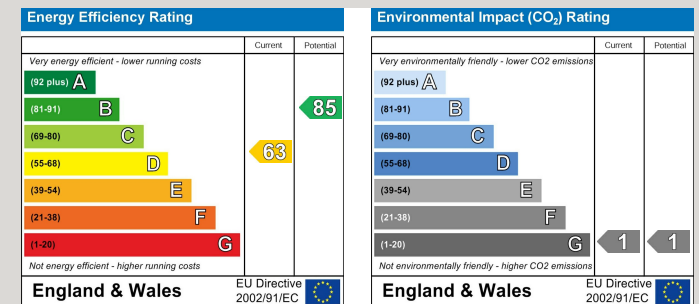 Energy Efficiency Rating
Current Potential
Very energy efficient - lower running costs
(92 plus) A
(81-91) B
85
(69-80) C
(55-68) D
63
(39-54) E
(21-38) F
(1-20) G
Not energy efficient - higher running costs
England & Wales
EU Directive
2002/91/EC
Environmental Impact (CO₂) Rating
Current Potential
Very environmentally friendly - lower CO2 emissions
(92 plus) A
(81-91) B
(69-80) C
(55-68) D
(39-54) E
(21-38) F
(1-20) G
1 1
Not environmentally friendly - higher CO2 emissions
England & Wales
EU Directive
2002/91/EC